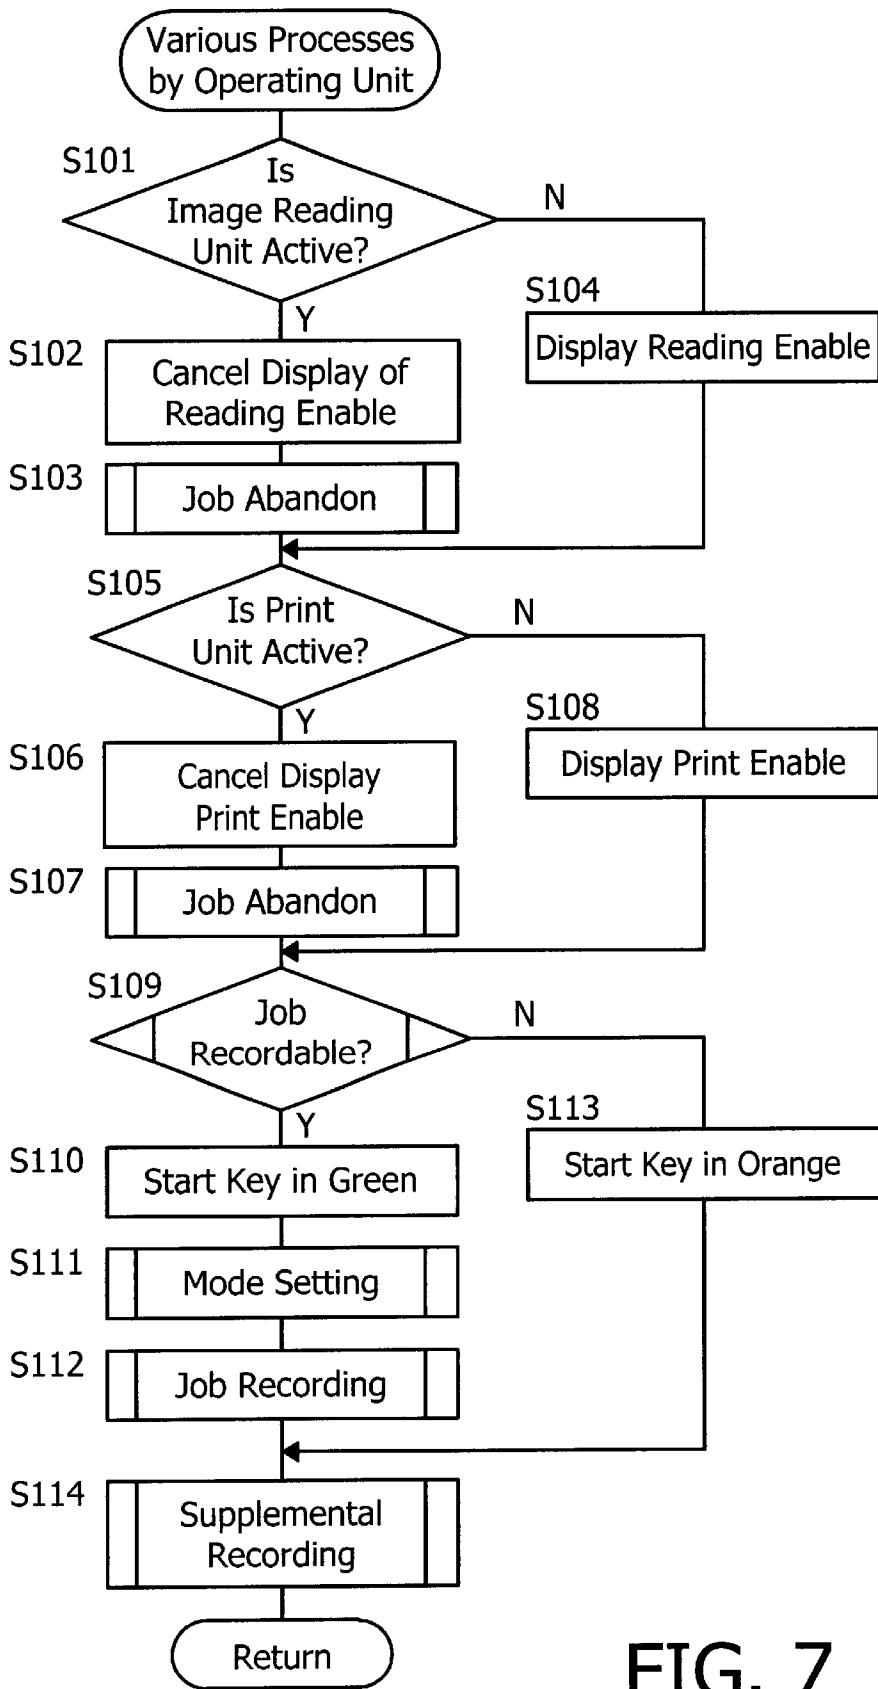 Various Processes
by Operating Unit
S101
Is
Image Reading
Unit Active?
N
Y
S104
Display Reading Enable
S102
Cancel Display of
Reading Enable
S103
Job Abandon
S105
Is Print
Unit Active?
N
Y
S108
Display Print Enable
S106
Cancel Display
Print Enable
S107
Job Abandon
S109
Job
Recordable?
N
Y
S113
Start Key in Orange
S110
Start Key in Green
S111
Mode Setting
S112
Job Recording
S114
Supplemental
Recording
Return
FIG. 7